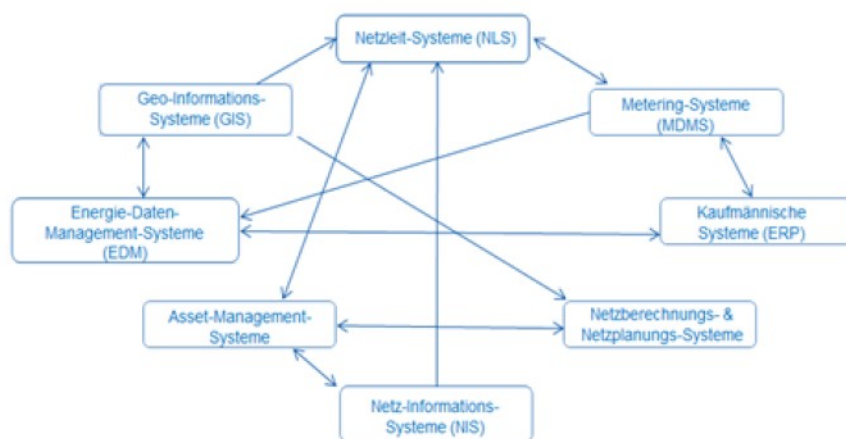 Netzleit-Systeme (NLS)
Geo-Informations-
Systeme (GIS)
Metering-Systeme
(MDMS)
Energie-Daten-
Management-Systeme
(EDM)
Kaufmännische
Systeme (ERP)
Asset-Management-
Systeme
Netzberechnungs- &
Netzplanungs-Systeme
Netz-Informations-
Systeme (NIS)